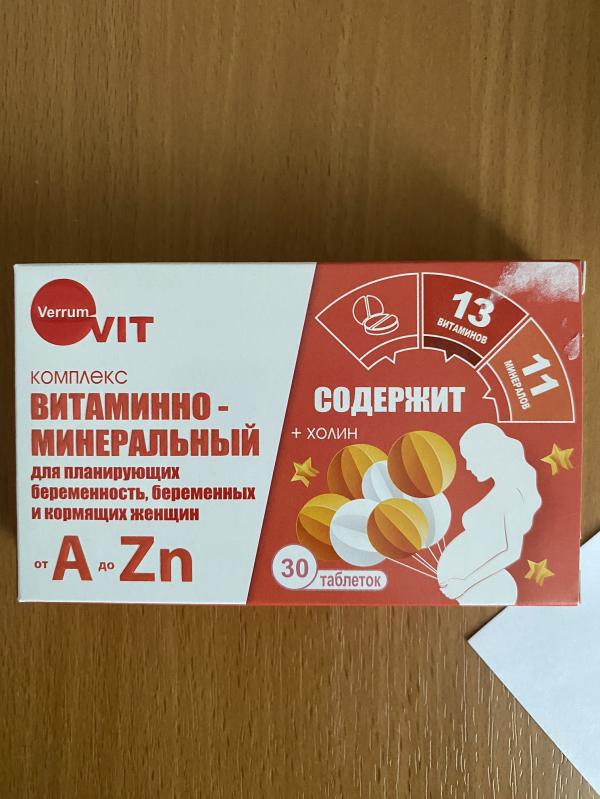 Verrum
VIT
КОМПЛЕКС
ВИТАМИННО -
МИНЕРАЛЬНЫЙ
для планирующих
беременность, беременных
и кормящих женщин
от А до Zn
13
ВИТАМИНОВ
11
МИНЕРАЛОВ
СОДЕРЖИТ
+ ХОЛИН
30 таблеток